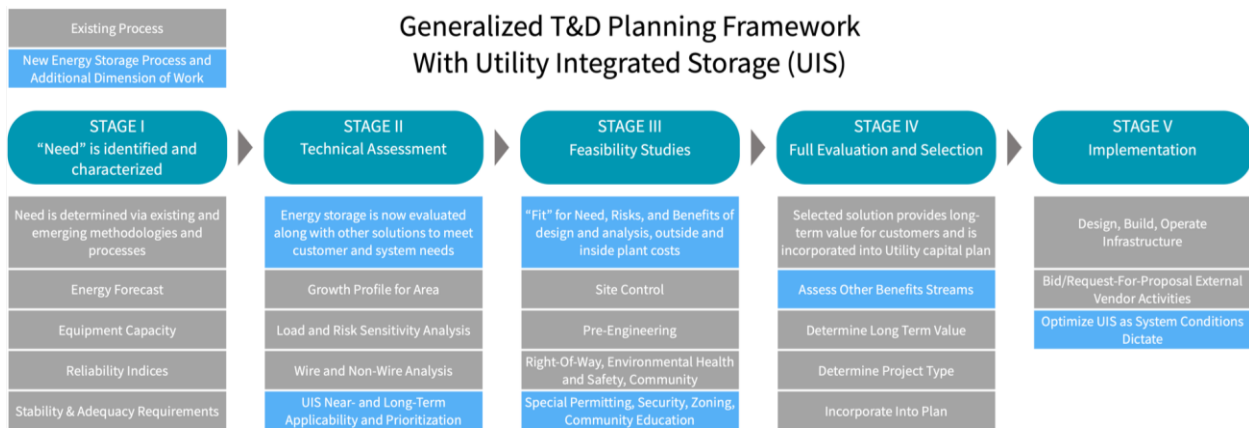 Existing Process
New Energy Storage Process and
Additional Dimension of Work
Generalized T&D Planning Framework
With Utility Integrated Storage (UIS)
STAGE I
“Need” is identified and
characterized
STAGE II
Technical Assessment
STAGE III
Feasibility Studies
STAGE IV
Full Evaluation and Selection
STAGE V
Implementation
Need is determined via existing and
emerging methodologies and
processes
Energy Forecast
Equipment Capacity
Reliability Indices
Stability & Adequacy Requirements
Energy storage is now evaluated
along with other solutions to meet
customer and system needs
Growth Profile for Area
Load and Risk Sensitivity Analysis
Wire and Non-Wire Analysis
UIS Near- and Long-Term
Applicability and Prioritization
“Fit” for Need, Risks, and Benefits of
design and analysis, outside and
inside plant costs
Site Control
Pre-Engineering
Right-Of-Way, Environmental Health
and Safety, Community
Special Permitting, Security, Zoning,
Community Education
Selected solution provides long-
term value for customers and is
incorporated into Utility capital plan
Assess Other Benefits Streams
Determine Long Term Value
Determine Project Type
Incorporate Into Plan
Design, Build, Operate
Infrastructure
Bid/Request-For-Proposal External
Vendor Activities
Optimize UIS as System Conditions
Dictate